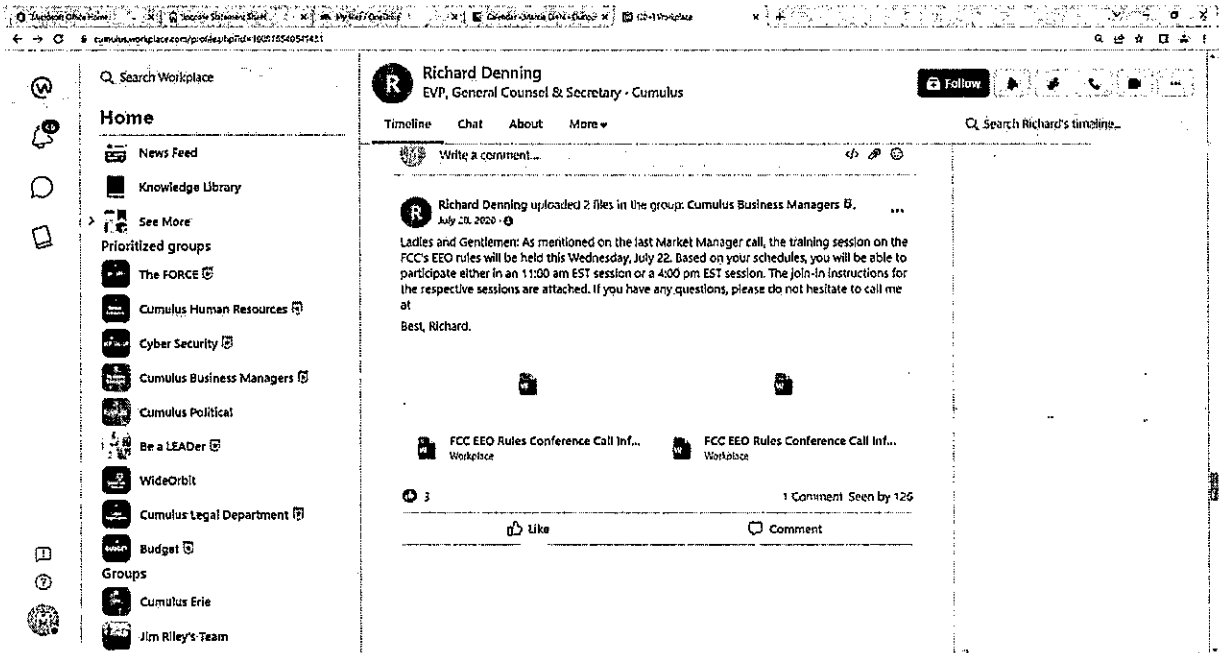 Search Workplace
Home
News Feed
Knowledge Library
See More
Prioritized groups
The FORCE
Cumulus Human Resources
Cyber Security
Cumulus Business Managers
Cumulus Political
Be a LEADer
WideOrbit
Cumulus Legal Department
Budget
Groups
Cumulus Erie
Jim Riley's Team
R
Richard Denning
EVP, General Counsel & Secretary - Cumulus
Follow
Timeline Chat About More
Search Richard's timeline...
Write a comment...
R
Richard Denning uploaded 2 files in the group: Cumulus Business Managers
2020
Ladies and Gentlemen: As mentioned on the last Market Manager call, the training session on the
FCC's EEO rules will be held this Wednesday, July 22. Based on your schedules, you will be able to
participate either in an 11:00 am EST session or a 4:00 pm EST session. The join-in instructions for
the respective sessions are attached. If you have any questions, please do not hesitate to call me
at
Best, Richard.
FCC EEO Rules Conference Call Inf...
Workplace
FCC EEO Rules Conference Call Inf...
Workplace
3
1 Comment Seen by 126
Like
Comment